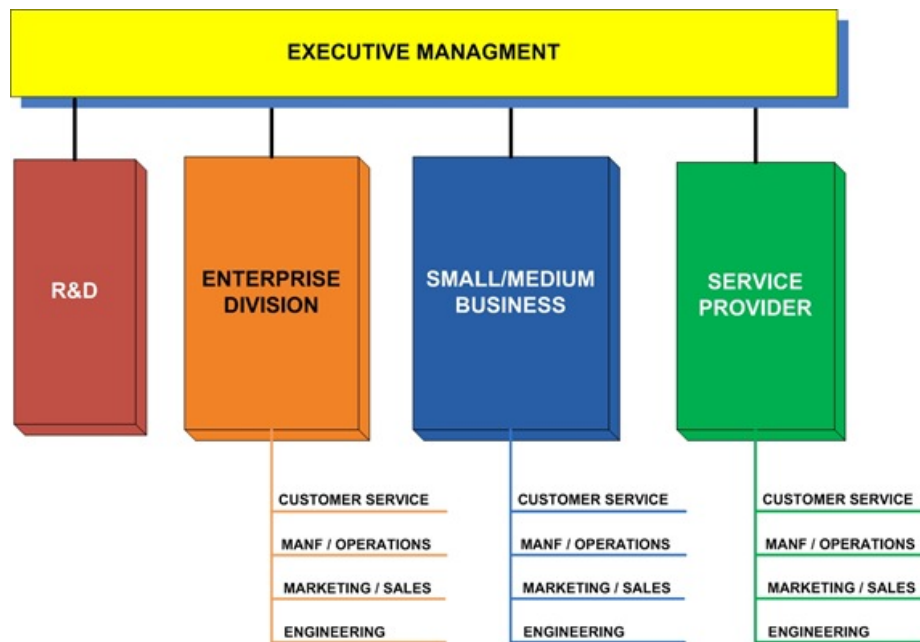 EXECUTIVE MANAGMENT
R&D
ENTERPRISE
DIVISION
SMALL/MEDIUM
BUSINESS
SERVICE
PROVIDER
CUSTOMER SERVICE
MANF / OPERATIONS
MARKETING / SALES
ENGINEERING
CUSTOMER SERVICE
MANF / OPERATIONS
MARKETING / SALES
ENGINEERING
CUSTOMER SERVICE
MANF / OPERATIONS
MARKETING / SALES
ENGINEERING